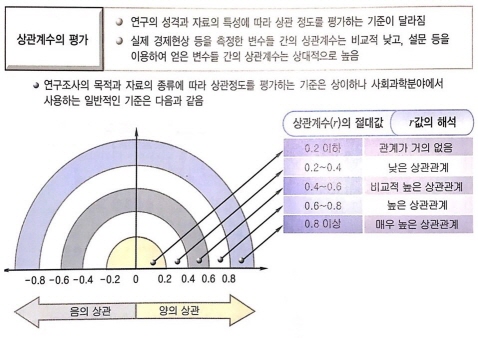 상관계수의 평가
● 연구의 성격과 자료의 특성에 따라 상관 정도를 평가하는 기준이 달라짐
● 실제 경제현상 등을 측정한 변수들 간의 상관계수는 비교적 낮고, 설문 등을
이용하여 얻은 변수들 간의 상관계수는 상대적으로 높음
● 연구조사의 목적과 자료의 종류에 따라 상관정도를 평가하는 기준은 상이하나 사회과학분야에서
사용하는 일반적인 기준은 다음과 같음
상관계수(r)의 절대값 r값의 해석
0.2 이하 관계가 거의 없음
0.2~0.4 낮은 상관관계
0.4~0.6 비교적 높은 상관관계
0.6~0.8 높은 상관관계
0.8 이상 매우 높은 상관관계
-0.8 -0.6 -0.4 -0.2 0 0.2 0.4 0.6 0.8
음의 상관 양의 상관